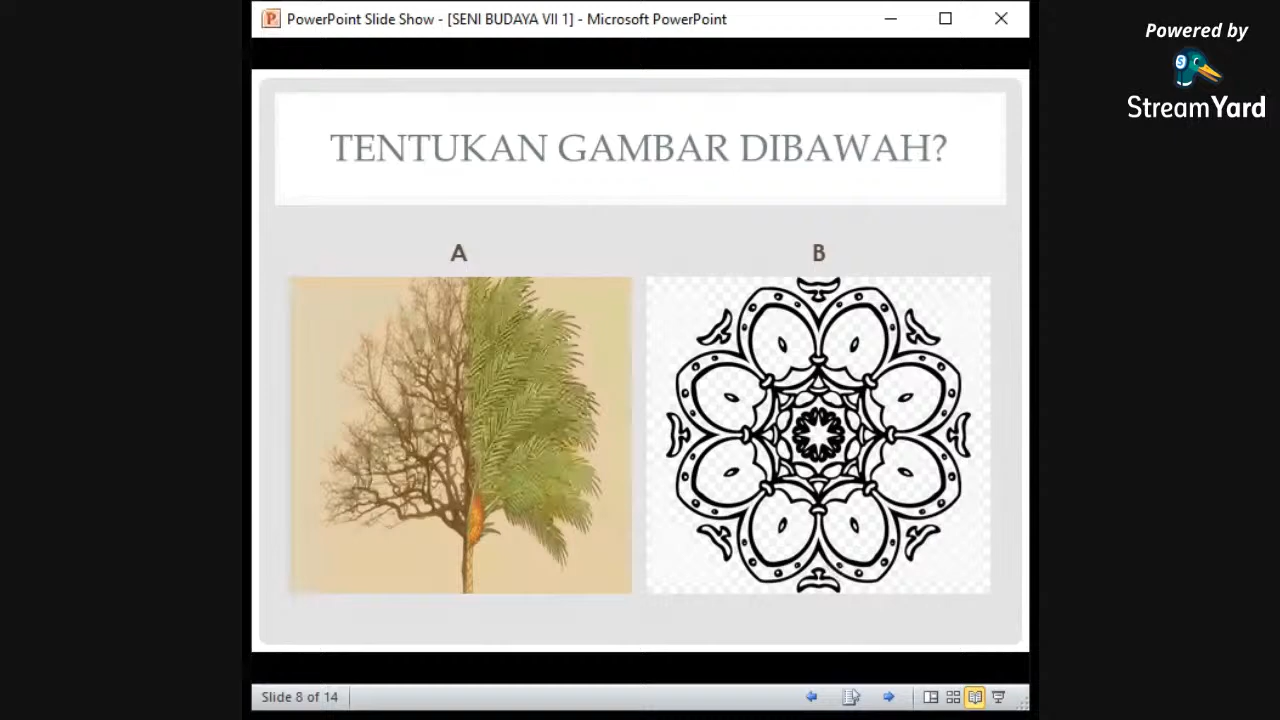 PowerPoint Slide Show - [SENI BUDAYA VII 1] - Microsoft PowerPoint
Powered by
StreamYard
TENTUKAN GAMBAR DIBAWAH?
A
B
Slide 8 of 14